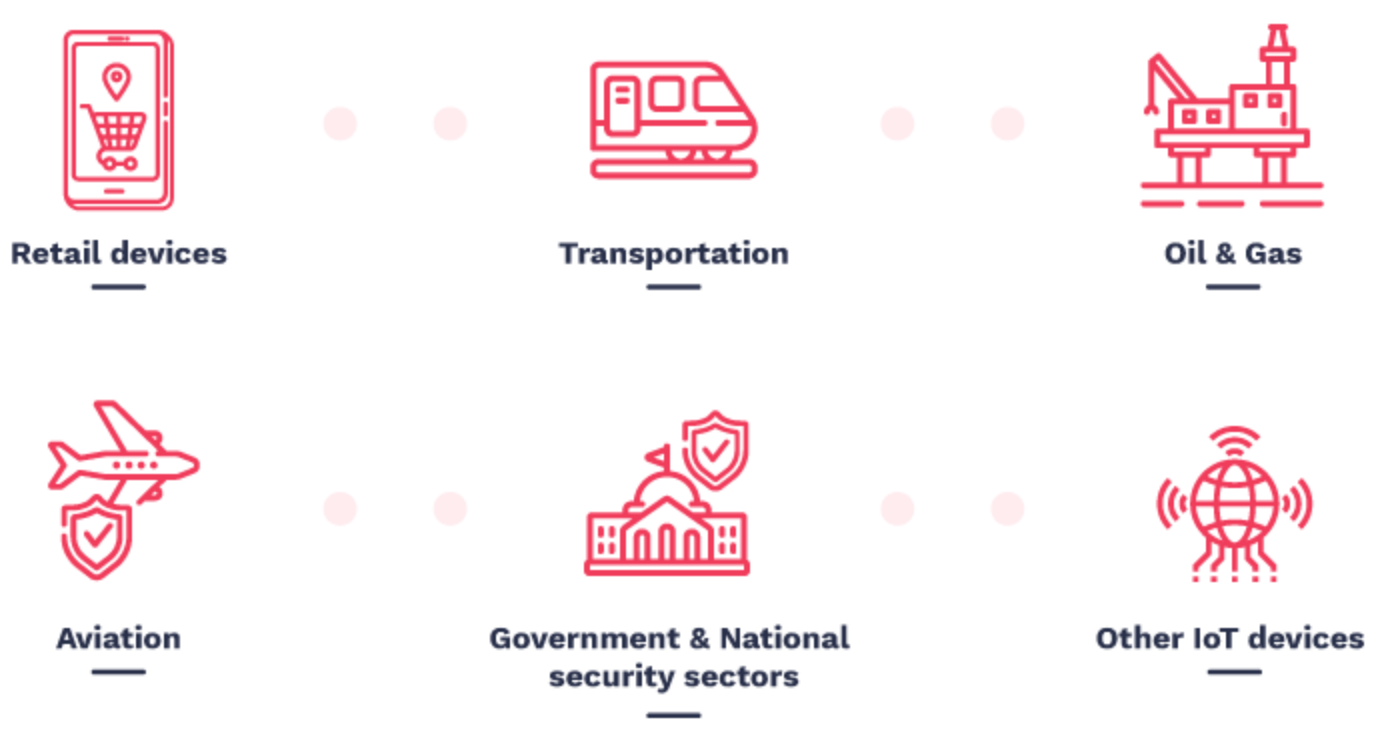 Retail devices
Transportation
Oil & Gas
Aviation
Government & National
security sectors
Other IoT devices